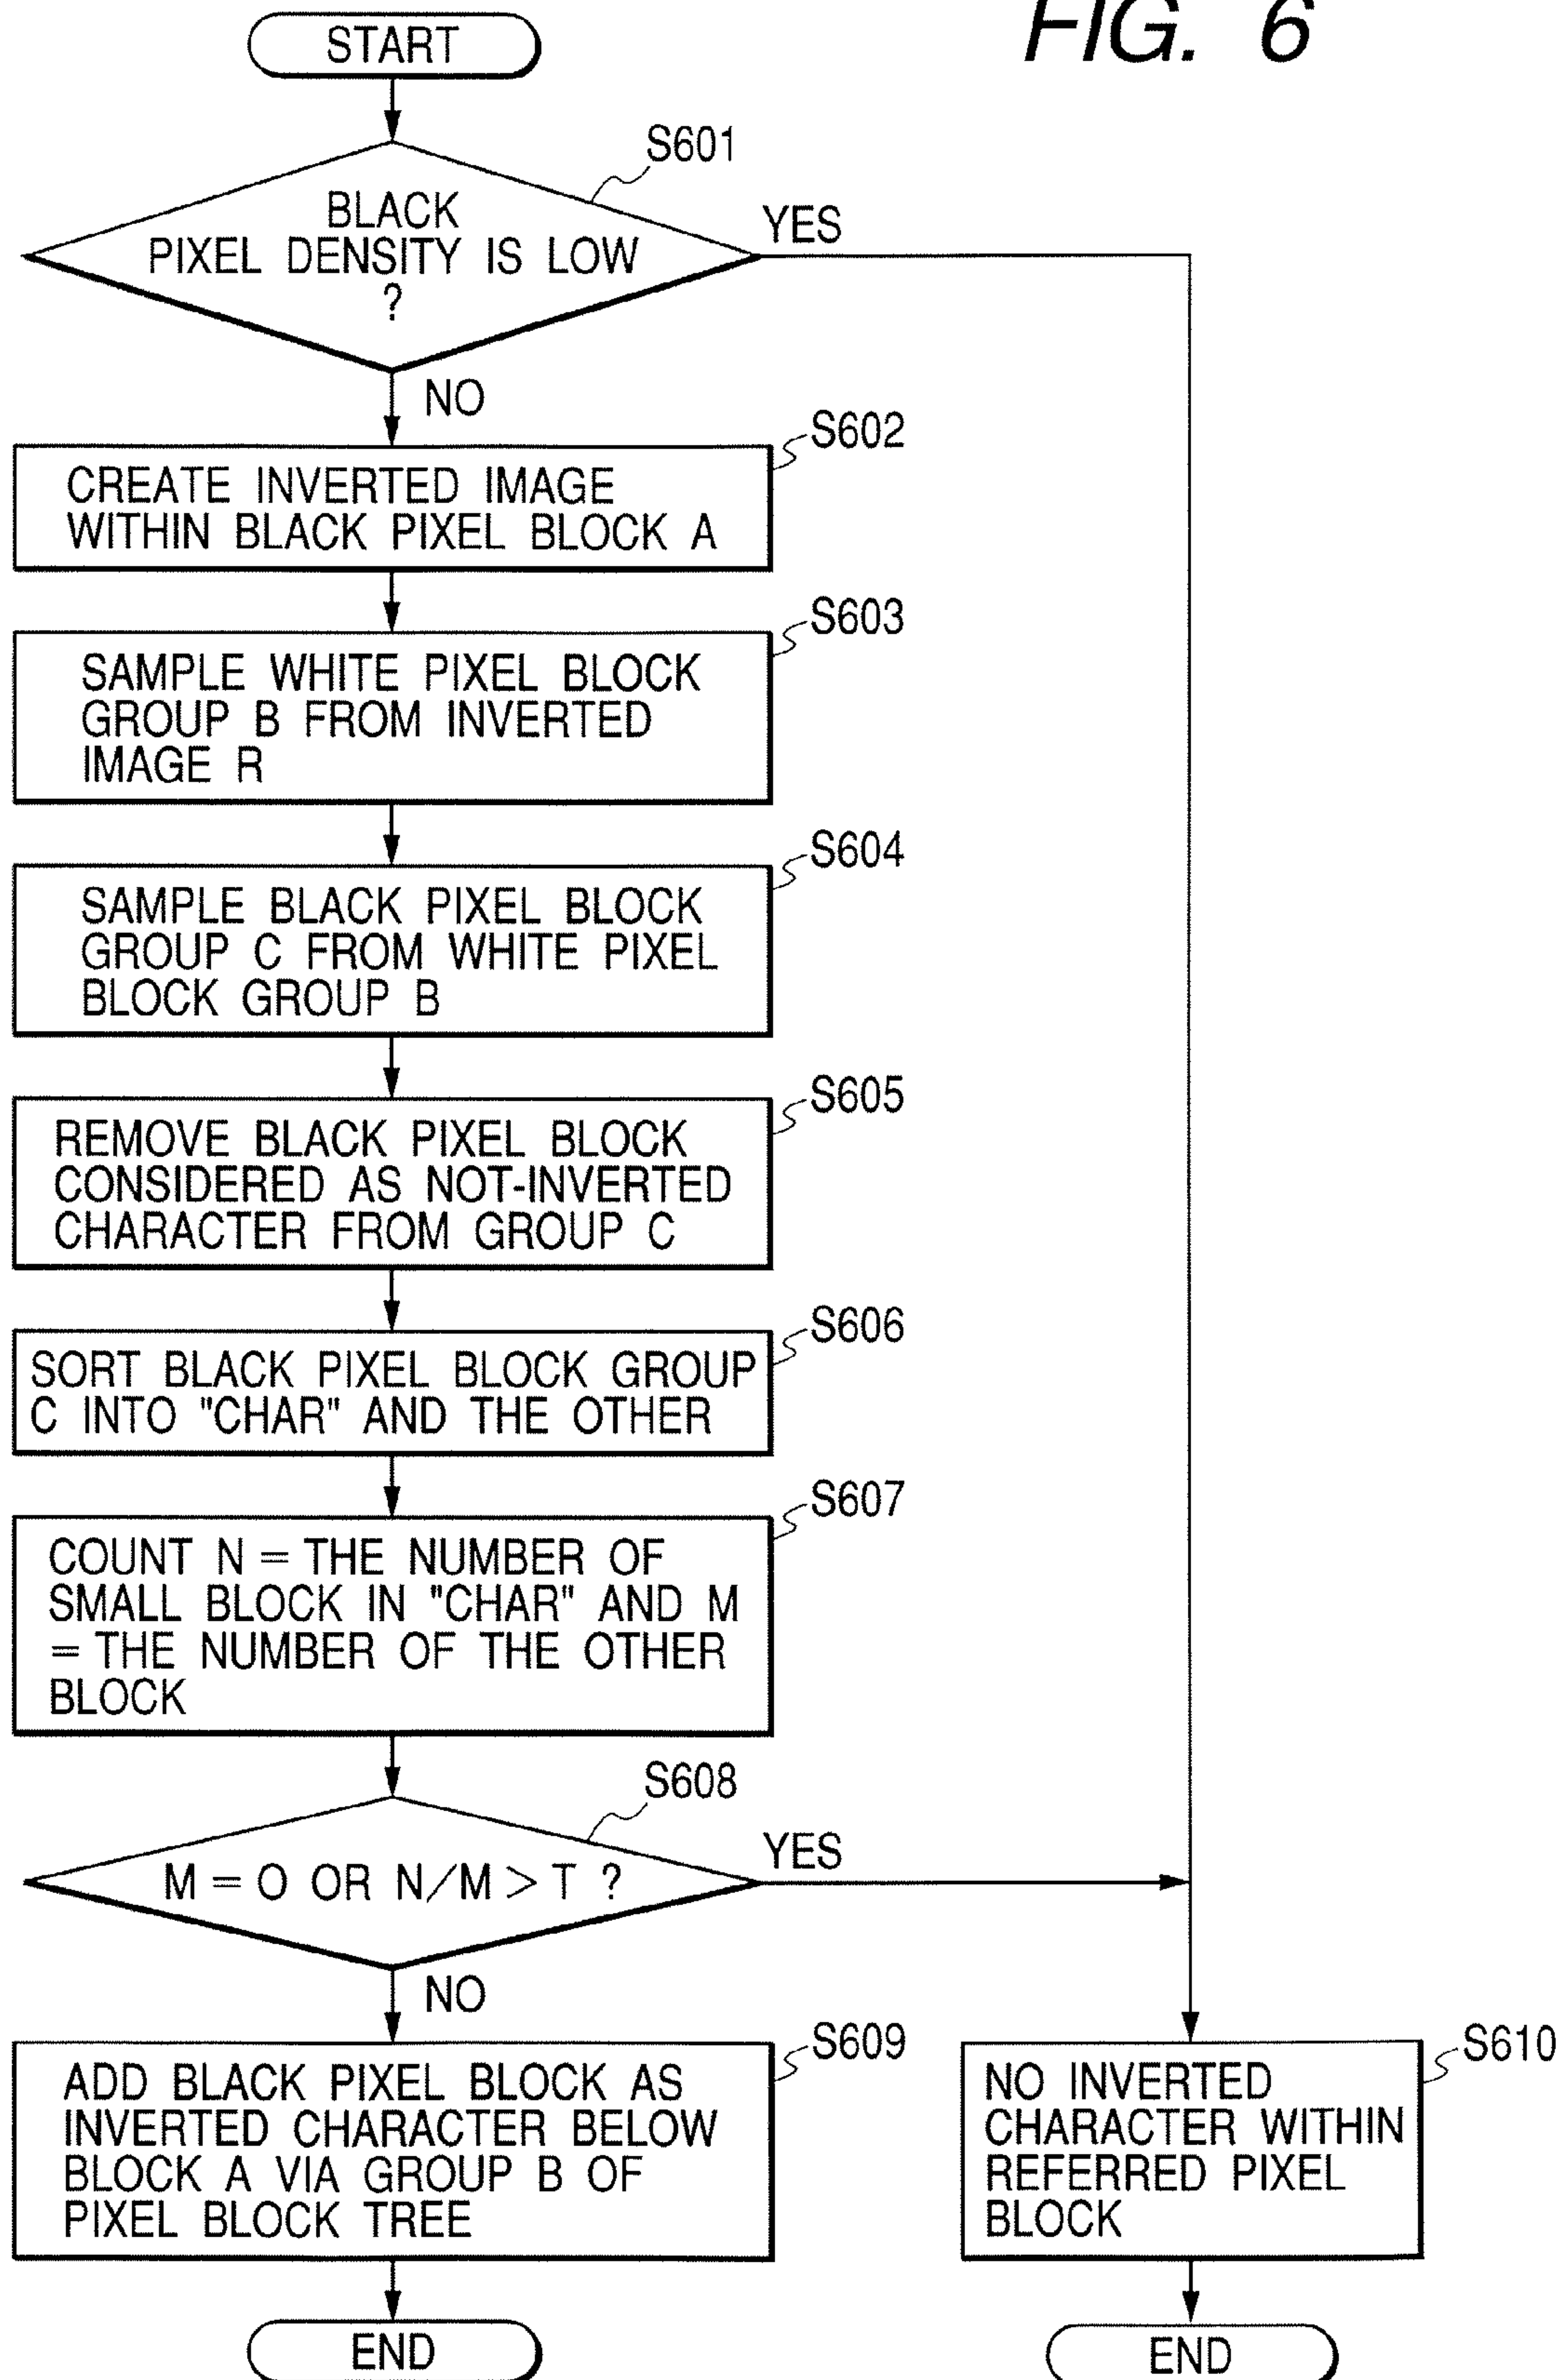 FIG. 6
START
S601
BLACK
PIXEL DENSITY IS LOW
?
YES
NO
S602
CREATE INVERTED IMAGE
WITHIN BLACK PIXEL BLOCK A
S603
SAMPLE WHITE PIXEL BLOCK
GROUP B FROM INVERTED
IMAGE R
S604
SAMPLE BLACK PIXEL BLOCK
GROUP C FROM WHITE PIXEL
BLOCK GROUP B
S605
REMOVE BLACK PIXEL BLOCK
CONSIDERED AS NOT-INVERTED
CHARACTER FROM GROUP C
S606
SORT BLACK PIXEL BLOCK GROUP
C INTO "CHAR" AND THE OTHER
S607
COUNT N = THE NUMBER OF
SMALL BLOCK IN "CHAR" AND M
= THE NUMBER OF THE OTHER
BLOCK
S608
M = O OR N/M > T ?
YES
NO
S609
ADD BLACK PIXEL BLOCK AS
INVERTED CHARACTER BELOW
BLOCK A VIA GROUP B OF
PIXEL BLOCK TREE
S610
NO INVERTED
CHARACTER WITHIN
REFERRED PIXEL
BLOCK
END
END